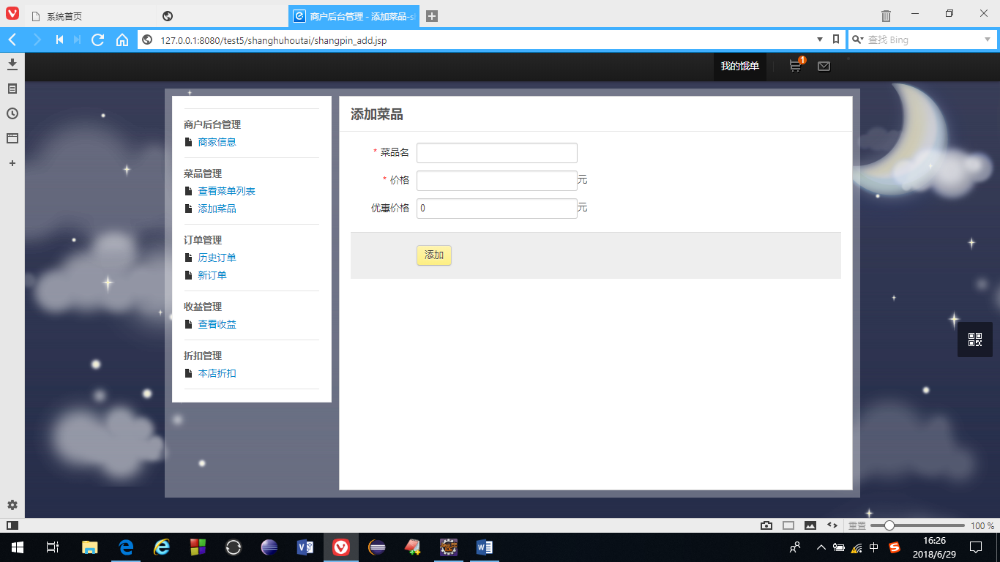 系统首页
商户后台管理 - 添加菜品-sl
127.0.0.1:8080/test5/shanghuhoutai/shangpin_add.jsp
查找 Bing
我的饿单
1
商户后台管理
商家信息
菜品管理
查看菜单列表
添加菜品
订单管理
历史订单
新订单
收益管理
查看收益
折扣管理
本店折扣
添加菜品
* 菜品名
* 价格
元
优惠价格
0
元
添加
重置
100 %
中
16:26
2018/6/29